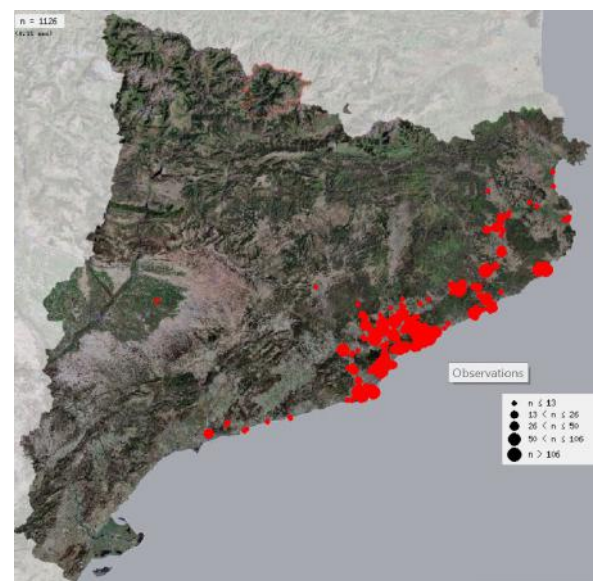 n = 1126
Observations
n ≤ 13
13 < n ≤ 26
26 < n ≤ 50
50 < n ≤ 106
n > 106